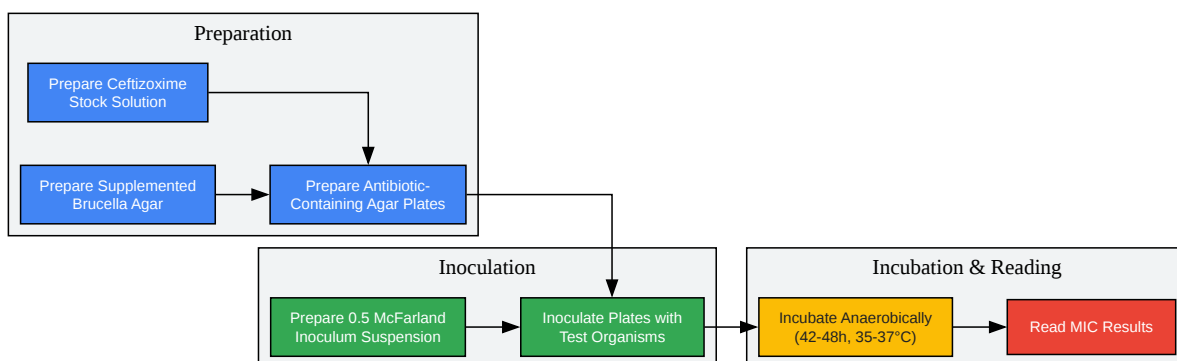 Preparation
Prepare Ceftizoxime
Stock Solution
Prepare Supplemented
Brucella Agar
Prepare Antibiotic-
Containing Agar Plates
Inoculation
Prepare 0.5 McFarland
Inoculum Suspension
Inoculate Plates with
Test Organisms
Incubation & Reading
Incubate Anaerobically
(42-48h, 35-37°C)
Read MIC Results